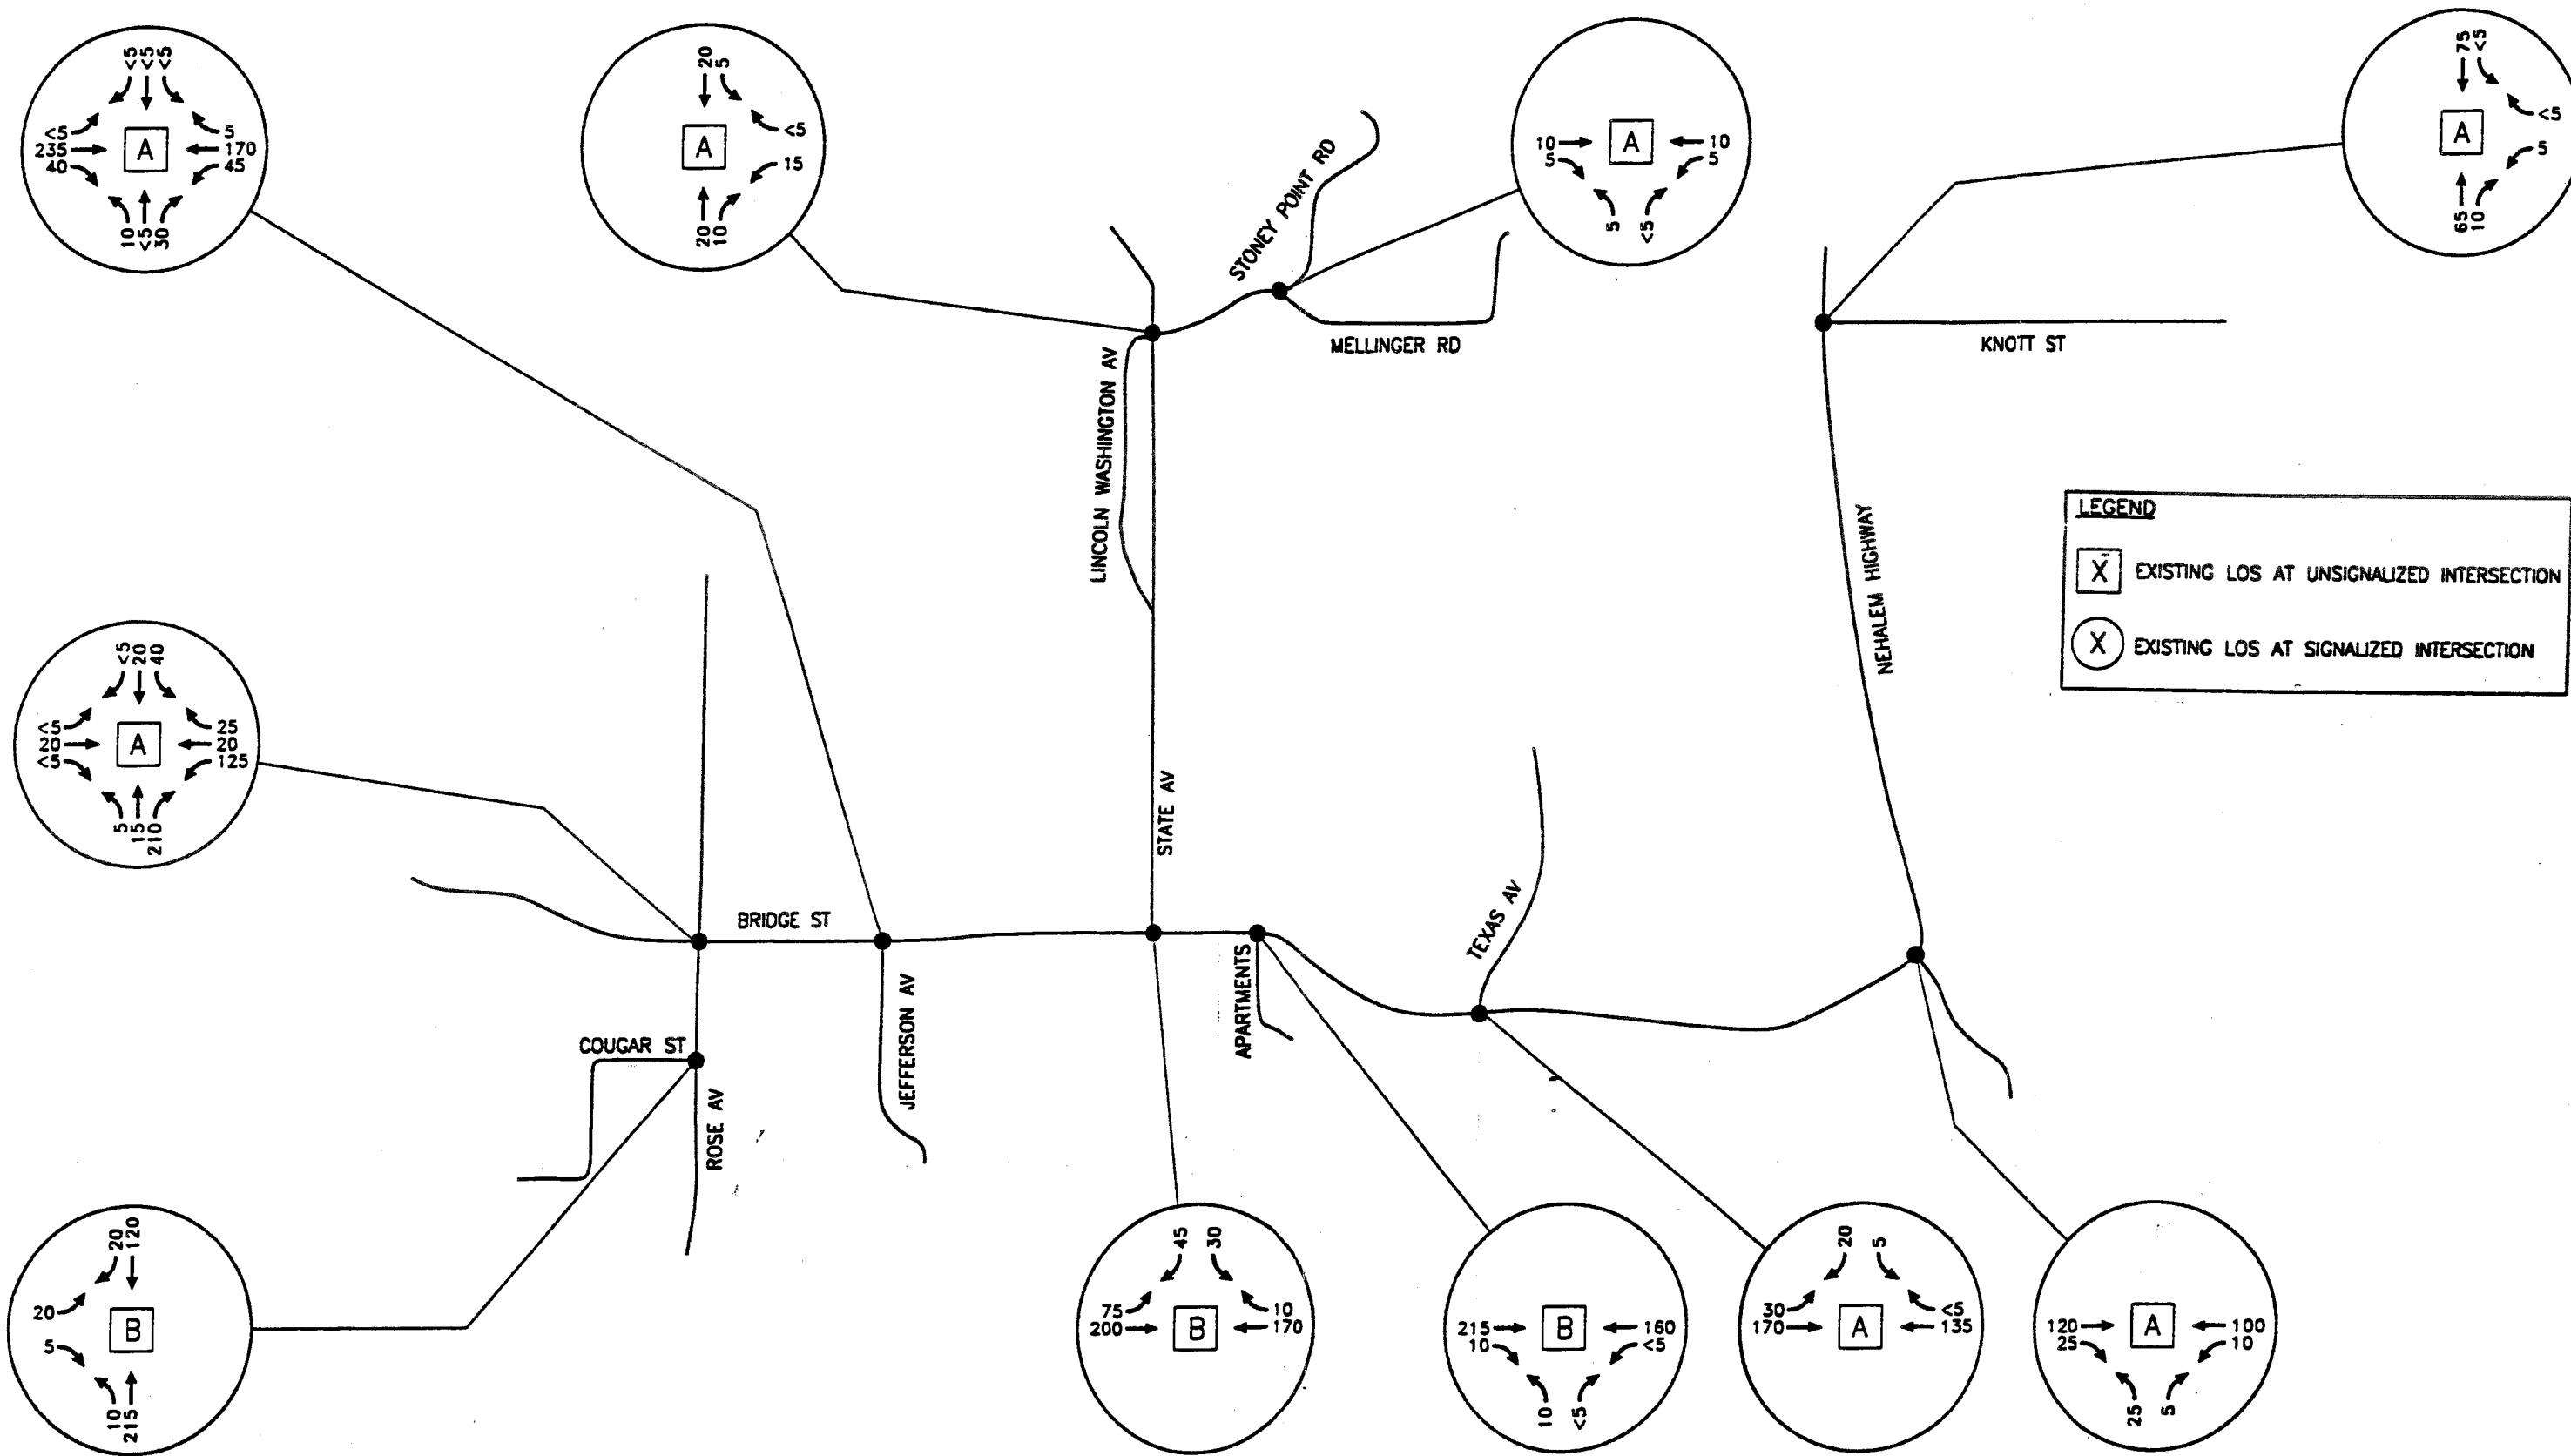 <5 <5 <5
<5
235
40
A
5
170
45
10 <5 30
20 5
A
<5
15
20 10
10
5
A
10
5
5 <5
75 <5
A
<5
5
65 10
STONEY POINT RD
MELLINGER RD
KNOTT ST
LINCOLN WASHINGTON AV
NEHALEM HIGHWAY
LEGEND
X EXISTING LOS AT UNSIGNALIZED INTERSECTION
X EXISTING LOS AT SIGNALIZED INTERSECTION
<5 20 40
<5
20
<5
A
25
20
125
5 15 210
STATE AV
BRIDGE ST
TEXAS AV
JEFFERSON AV
APARTMENTS
COUGAR ST
ROSE AV
20 120
20
5
B
10 215
45 30
75
200
B
10
170
215
10
B
160
<5
10 <5
20 5
30
170
A
<5
135
120
25
A
100
10
25 5